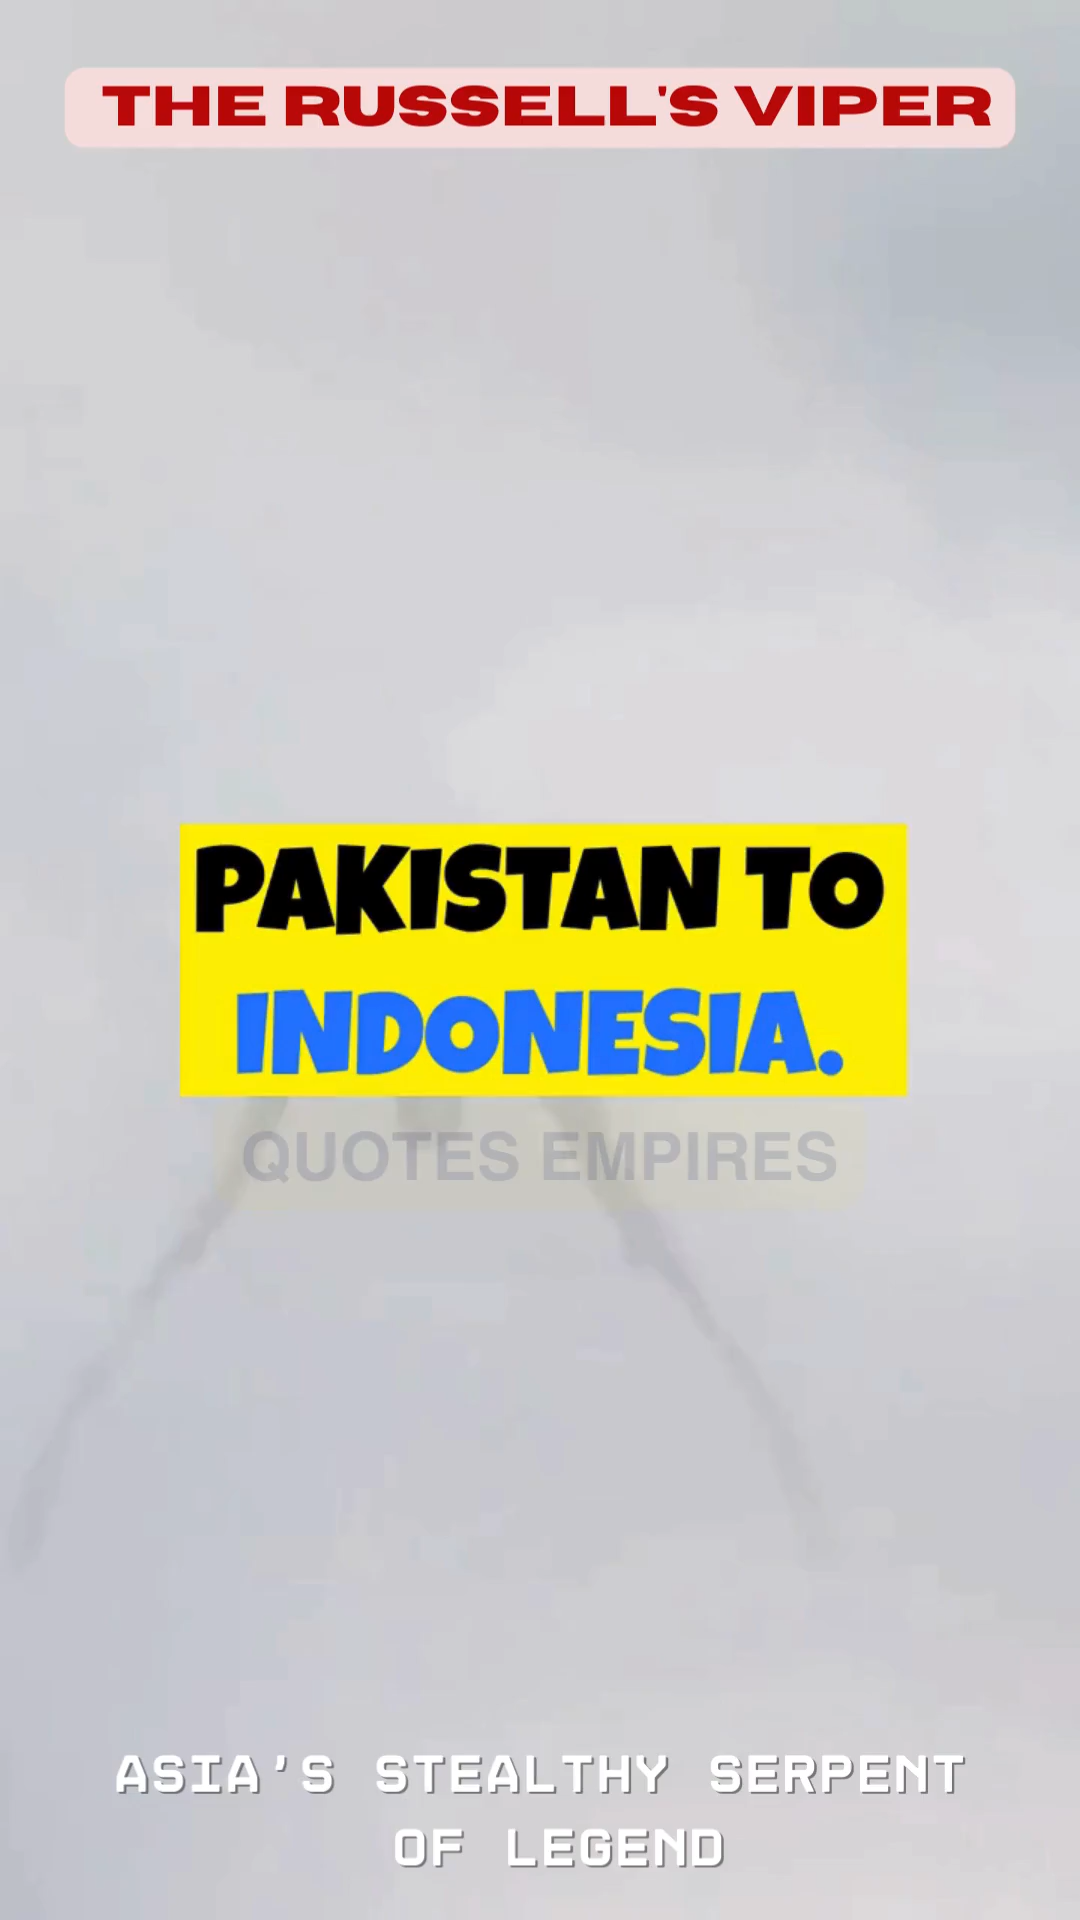 THE RUSSELL'S VIPER
PAKISTAN TO
INDONESIA.
QUOTES EMPIRES
ASIA'S STEALTHY SERPENT
OF LEGEND